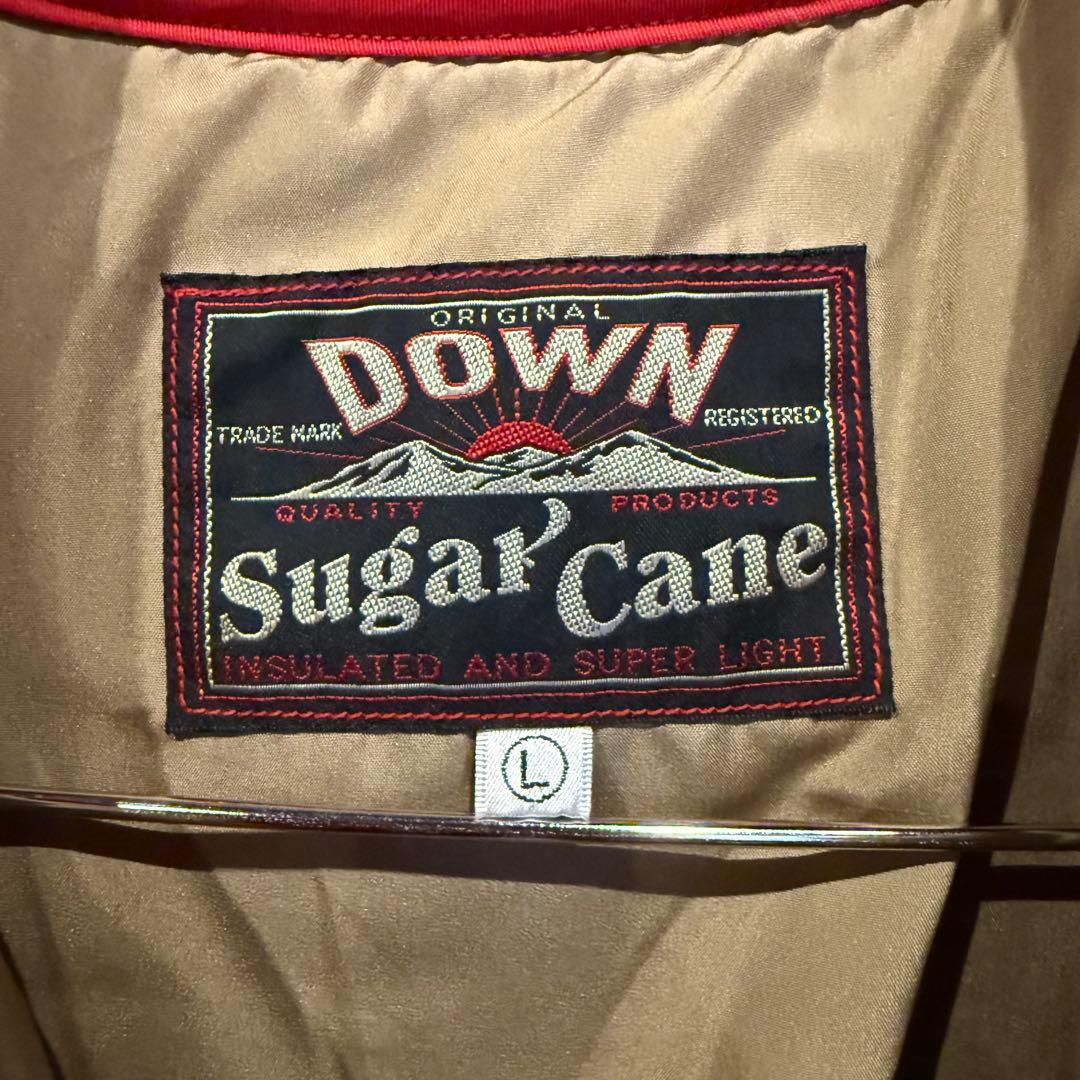 ORIGINAL
DOWN
TRADE MARK
REGISTERED
QUALITY PRODUCTS
Sugar Cane
INSULATED AND SUPER LIGHT
L